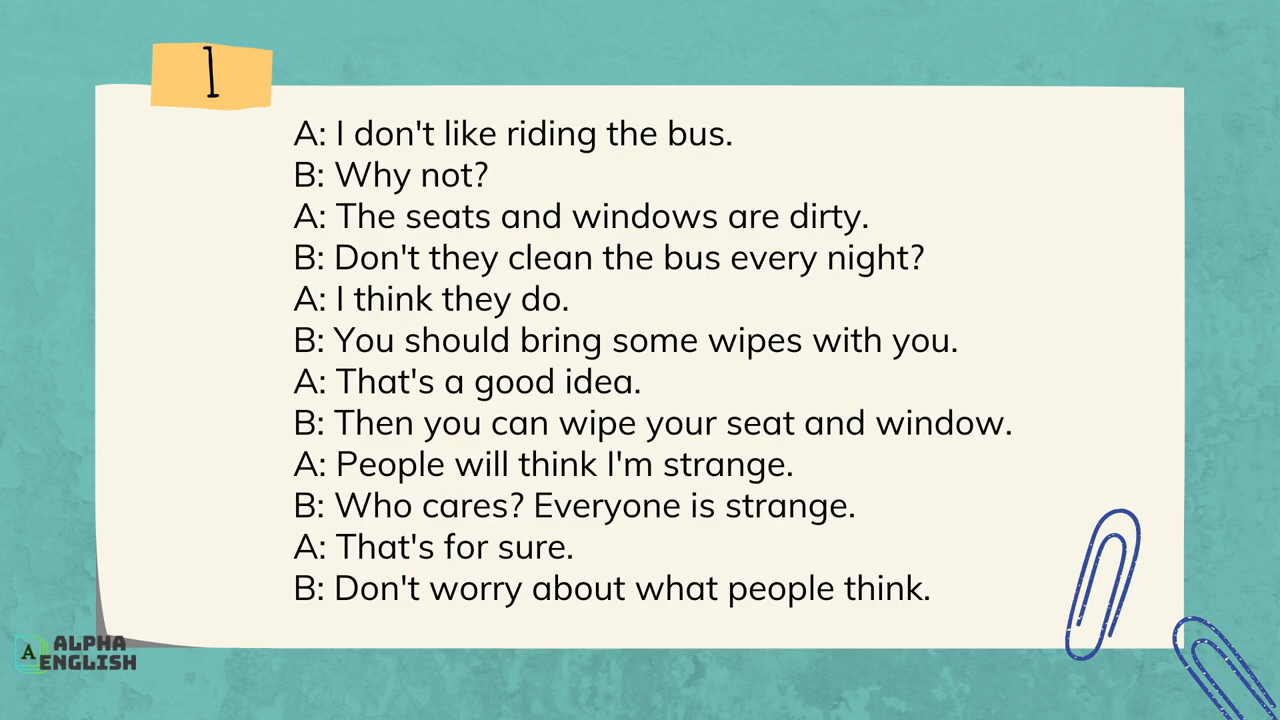 1
A: I don't like riding the bus.
B: Why not?
A: The seats and windows are dirty.
B: Don't they clean the bus every night?
A: I think they do.
B: You should bring some wipes with you.
A: That's a good idea.
B: Then you can wipe your seat and window.
A: People will think I'm strange.
B: Who cares? Everyone is strange.
A: That's for sure.
B: Don't worry about what people think.
A ALPHA
ENGLISH